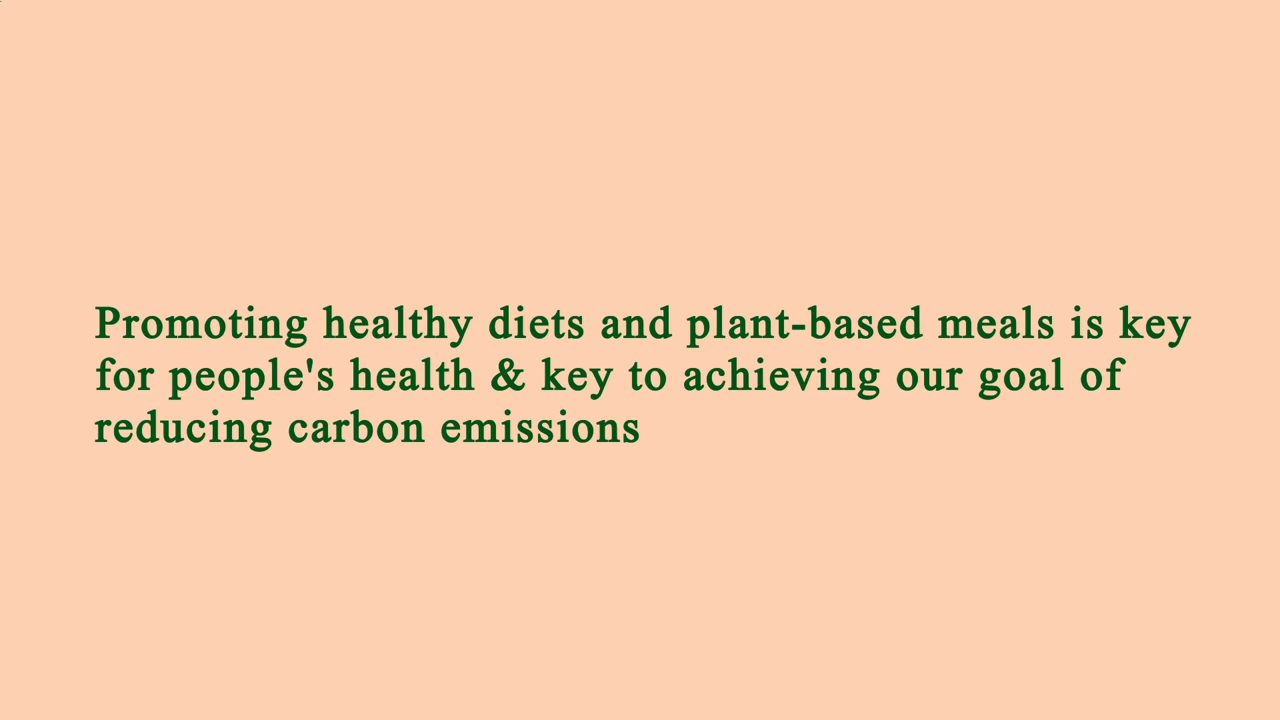 Promoting healthy diets and plant-based meals is key
for people's health & key to achieving our goal of
reducing carbon emissions